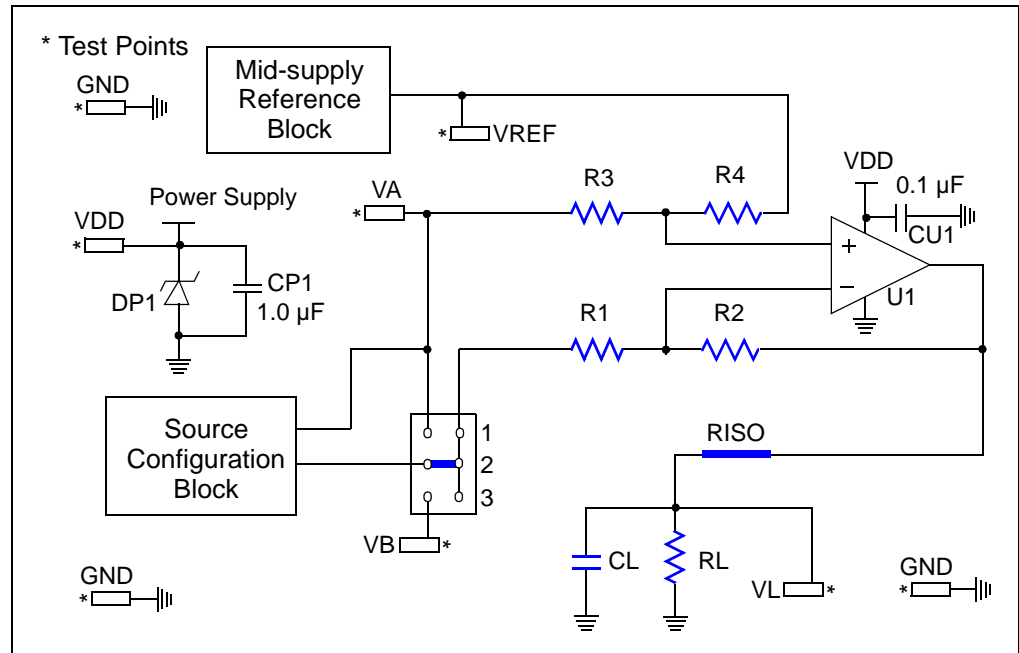 * Test Points
GND
*
Mid-supply
Reference
Block
* VREF
Power Supply
VDD
*
DP1
CP1
1.0 µF
VA
*
R3
R4
VDD
0.1 µF
CU1
+
−
U1
R1
R2
Source
Configuration
Block
1
2
3
VB *
RISO
CL
RL
VL *
GND
*
GND
*